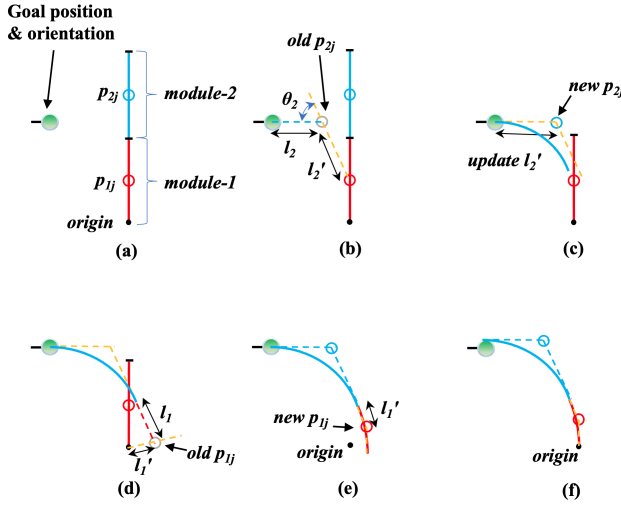 Goal position
& orientation
p2j
module-2
p1j
module-1
origin
(a)
old p2j
θ2
l2
l2'
(b)
new p2j
update l2'
(c)
l1
l1'
old p1j
(d)
l1'
new p1j
origin
(e)
origin
(f)